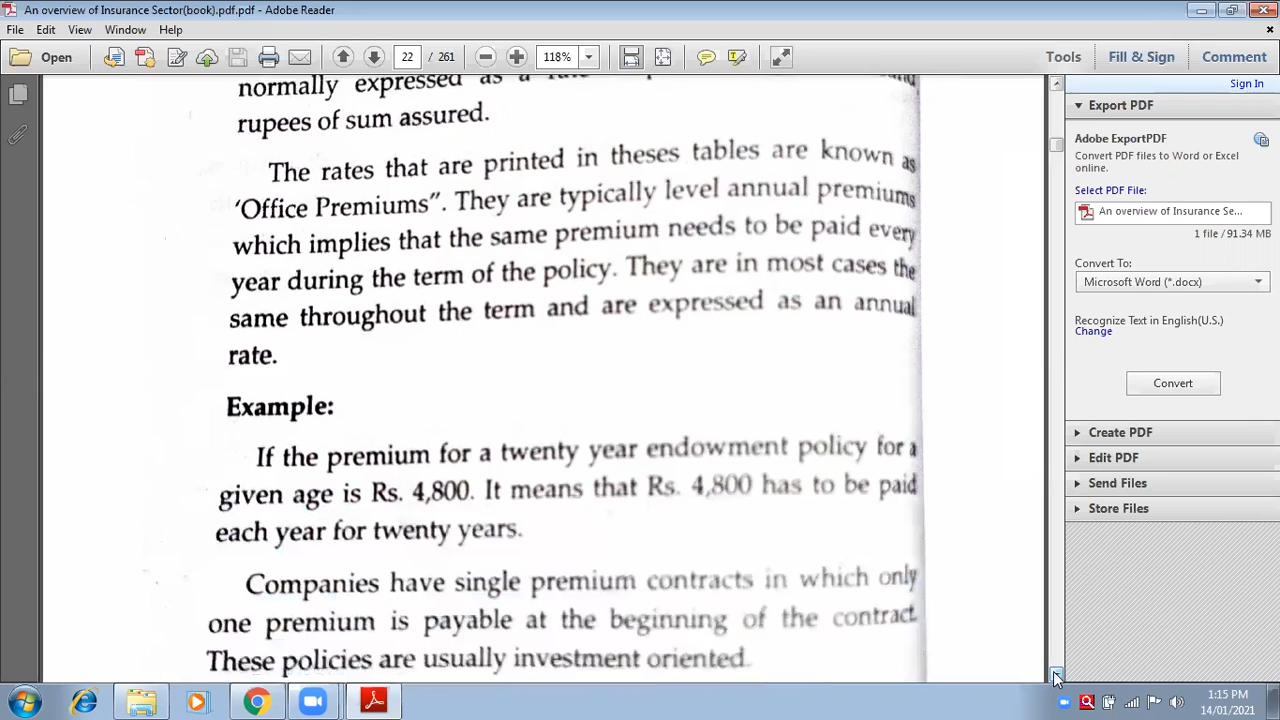 An overview of Insurance Sector(book).pdf.pdf - Adobe Reader
File Edit View Window Help
Open 22 / 261 118% Tools Fill & Sign Comment
Sign In
normally expressed as a
rupees of sum assured.
The rates that are printed in theses tables are known as
'Office Premiums". They are typically level annual premiums
which implies that the same premium needs to be paid every
year during the term of the policy. They are in most cases the
same throughout the term and are expressed as an annual
rate.
Example:
If the premium for a twenty year endowment policy for a
given age is Rs. 4,800. It means that Rs. 4,800 has to be paid
each year for twenty years.
Companies have single premium contracts in which only
one premium is payable at the beginning of the contract.
These policies are usually investment oriented.
Export PDF
Adobe ExportPDF
Convert PDF files to Word or Excel
online.
Select PDF File:
An overview of Insurance Se...
1 file / 91.34 MB
Convert To:
Microsoft Word (*.docx)
Recognize Text in English(U.S.)
Change
Convert
Create PDF
Edit PDF
Send Files
Store Files
1:15 PM
14/01/2021